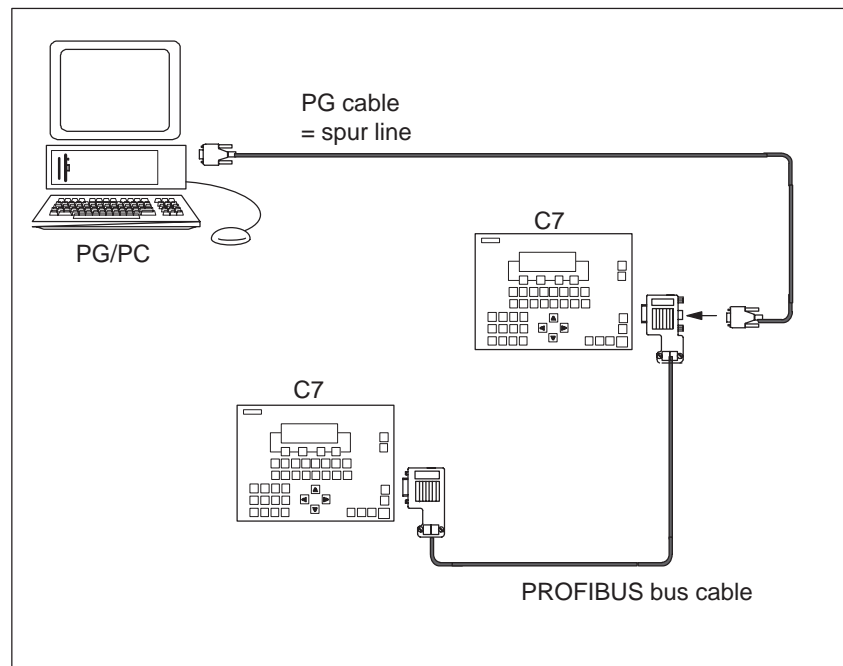 PG cable
= spur line
PG/PC
C7
C7
PROFIBUS bus cable